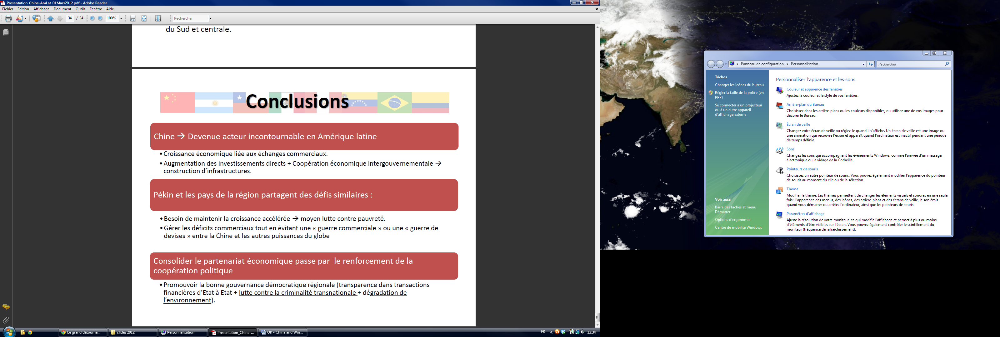 Presentation_Chine-AmLat_01Mars2012.pdf - Adobe Reader
Fichier Edition Affichage Document Outils Fenêtre Aide
34 / 34 100% Rechercher
du Sud et centrale.
Conclusions
Chine → Devenue acteur incontournable en Amérique latine
• Croissance économique liée aux échanges commerciaux.
• Augmentation des investissements directs + Coopération économique intergouvernementale →
construction d'infrastructures.
Pékin et les pays de la région partagent des défis similaires :
• Besoin de maintenir la croissance accélérée → moyen lutte contre pauvreté.
• Gérer les déficits commerciaux tout en évitant une « guerre commerciale » ou une « guerre de
devises » entre la Chine et les autres puissances du globe
Consolider le partenariat économique passe par le renforcement de la
coopération politique
• Promouvoir la bonne gouvernance démocratique régionale (transparence dans transactions
financières d'Etat à Etat + lutte contre la criminalité transnationale + dégradation de
l'environnement).
Le grand détourne... slides 2012 Personnalisation Presentation_Chine-... OK - China and Wor... FR < 13:34
Panneau de configuration Personnalisation Rechercher
Tâches
Changer les icônes du bureau
Régler la taille de la police (en
PPP)
Se connecter à un projecteur
ou à un autre appareil
d'affichage externe
Voir aussi
Barre des tâches et menu
Démarrer
Options d'ergonomie
Centre de mobilité Windows
Personnaliser l'apparence et les sons
Couleur et apparence des fenêtres
Ajustez la couleur et le style de vos fenêtres.
Arrière-plan du Bureau
Choisissez dans les arrière-plans ou les couleurs disponibles, ou utilisez une de vos images pour
décorer le Bureau.
Écran de veille
Changez votre écran de veille ou réglez-le quand il s'affiche. Un écran de veille est une image ou
une animation qui recouvre l'écran et apparaît quand l'ordinateur est inactif pendant une période
de temps définie.
Sons
Changez les sons qui accompagnent les événements Windows, comme l'arrivée d'un message
électronique ou le vidage de la Corbeille.
Pointeurs de souris
Choisissez un autre pointeur de souris. Vous pouvez également modifier l'apparence du pointeur
de souris au moment du clic ou de la sélection.
Thème
Modifier le thème. Les thèmes permettent de changer les éléments visuels et sonores en une seule
fois : l'apparence des menus, des icônes, des arrière-plans et des écrans de veille, le son émis
quand vous démarrez ou arrêtez l'ordinateur, ainsi que les pointeurs de souris.
Paramètres d'affichage
Ajuste la résolution de votre moniteur, ce qui modifie l'affichage et permet à plus ou moins
d'éléments d'être visibles sur l'écran. Vous pouvez également contrôler le scintillement du
moniteur (fréquence de rafraîchissement).